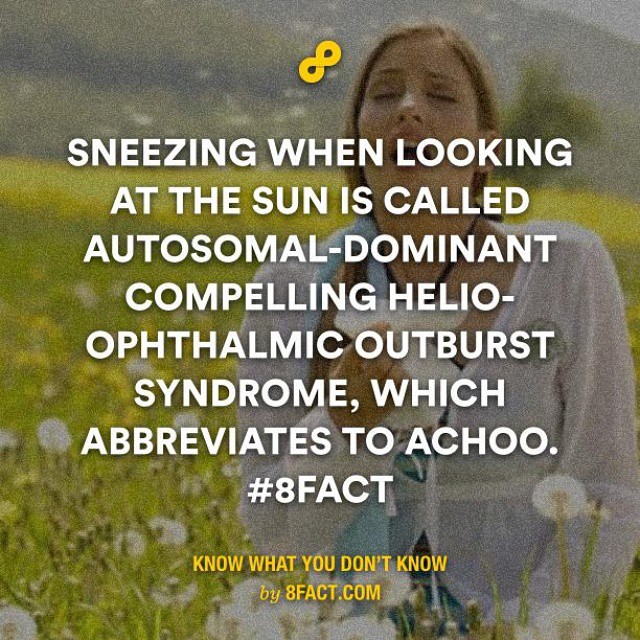 SNEEZING WHEN LOOKING
AT THE SUN IS CALLED
AUTOSOMAL-DOMINANT
COMPELLING HELIO-
OPHTHALMIC OUTBURST
SYNDROME, WHICH
ABBREVIATES TO ACHOO.
#8FACT
KNOW WHAT YOU DON'T KNOW
by 8FACT.COM